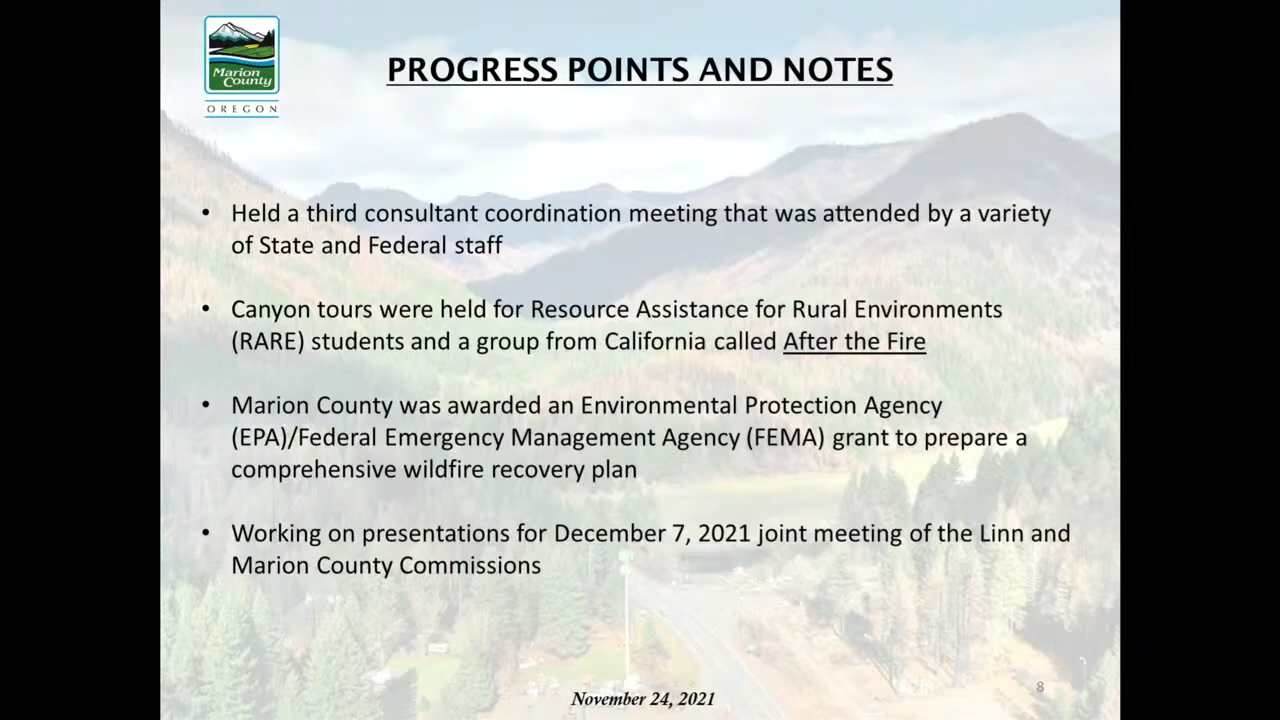 Marion
County
OREGON
PROGRESS POINTS AND NOTES
• Held a third consultant coordination meeting that was attended by a variety
of State and Federal staff
• Canyon tours were held for Resource Assistance for Rural Environments
(RARE) students and a group from California called After the Fire
• Marion County was awarded an Environmental Protection Agency
(EPA)/Federal Emergency Management Agency (FEMA) grant to prepare a
comprehensive wildfire recovery plan
• Working on presentations for December 7, 2021 joint meeting of the Linn and
Marion County Commissions
November 24, 2021
8